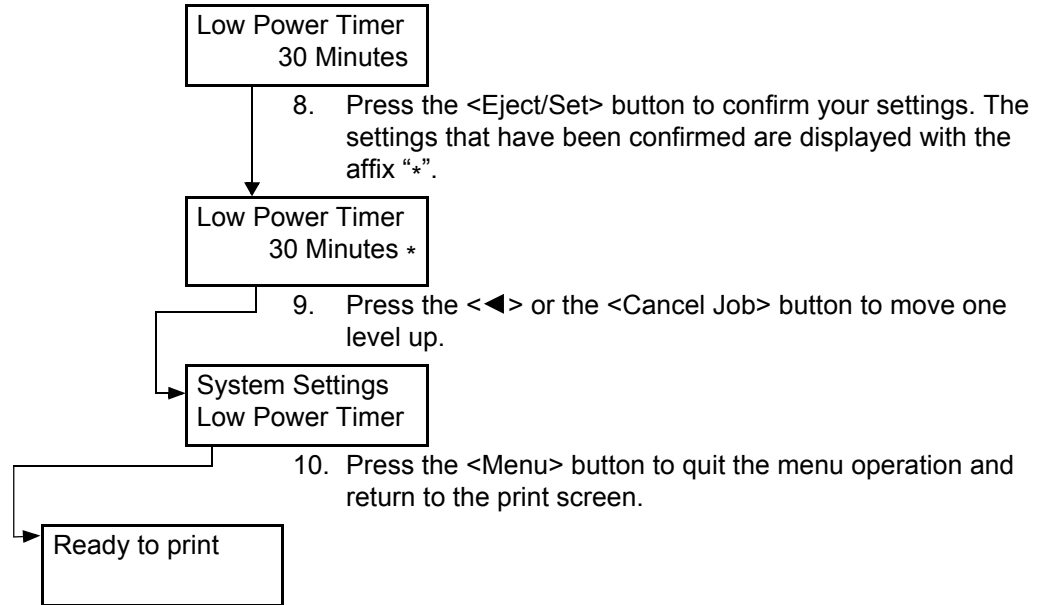 Low Power Timer
30 Minutes
8. Press the <Eject/Set> button to confirm your settings. The
settings that have been confirmed are displayed with the
affix “*”.
Low Power Timer
30 Minutes *
9. Press the <◀> or the <Cancel Job> button to move one
level up.
System Settings
Low Power Timer
10. Press the <Menu> button to quit the menu operation and
return to the print screen.
Ready to print